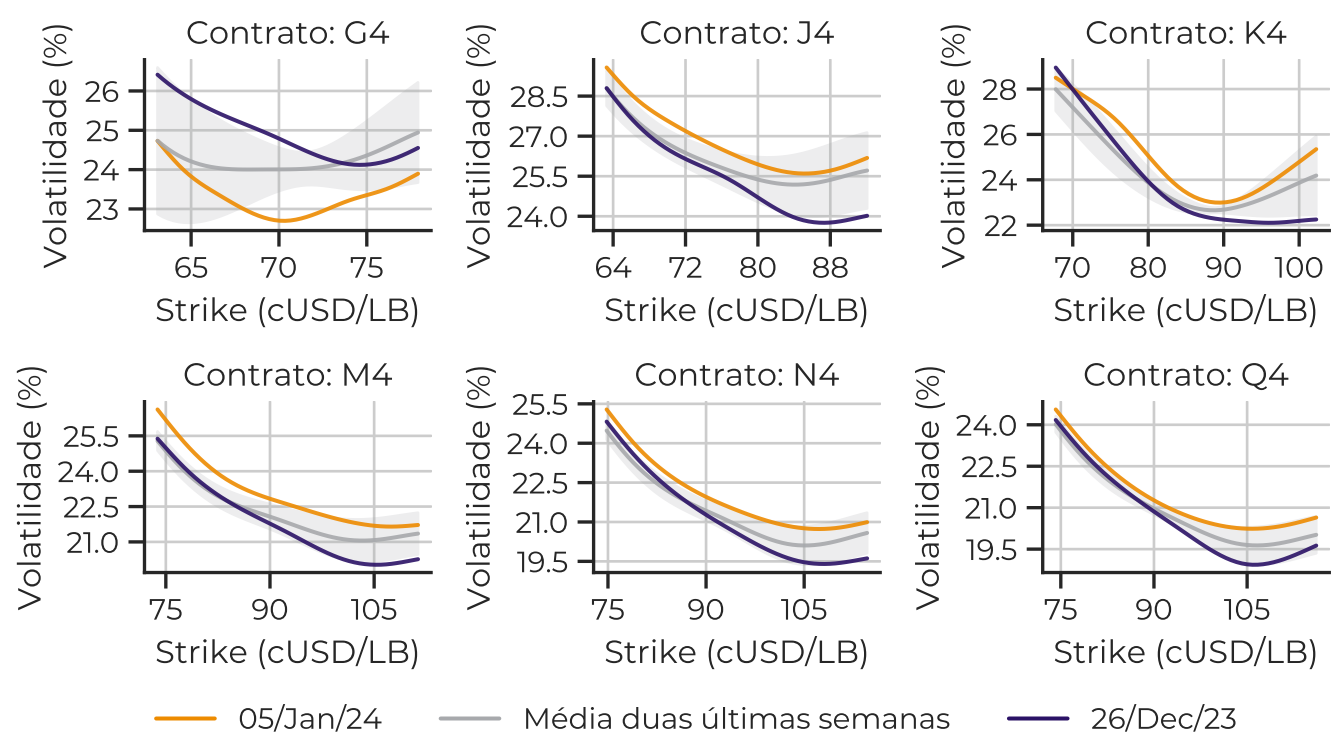 Contrato: G4
Volatilidade (%)
26
25
24
23
65 70 75
Strike (cUSD/LB)
Contrato: J4
Volatilidade (%)
28.5
27.0
25.5
24.0
64 72 80 88
Strike (cUSD/LB)
Contrato: K4
Volatilidade (%)
28
26
24
22
70 80 90 100
Strike (cUSD/LB)
Contrato: M4
Volatilidade (%)
25.5
24.0
22.5
21.0
75 90 105
Strike (cUSD/LB)
Contrato: N4
Volatilidade (%)
25.5
24.0
22.5
21.0
19.5
75 90 105
Strike (cUSD/LB)
Contrato: Q4
Volatilidade (%)
24.0
22.5
21.0
19.5
75 90 105
Strike (cUSD/LB)
05/Jan/24 Média duas últimas semanas 26/Dec/23